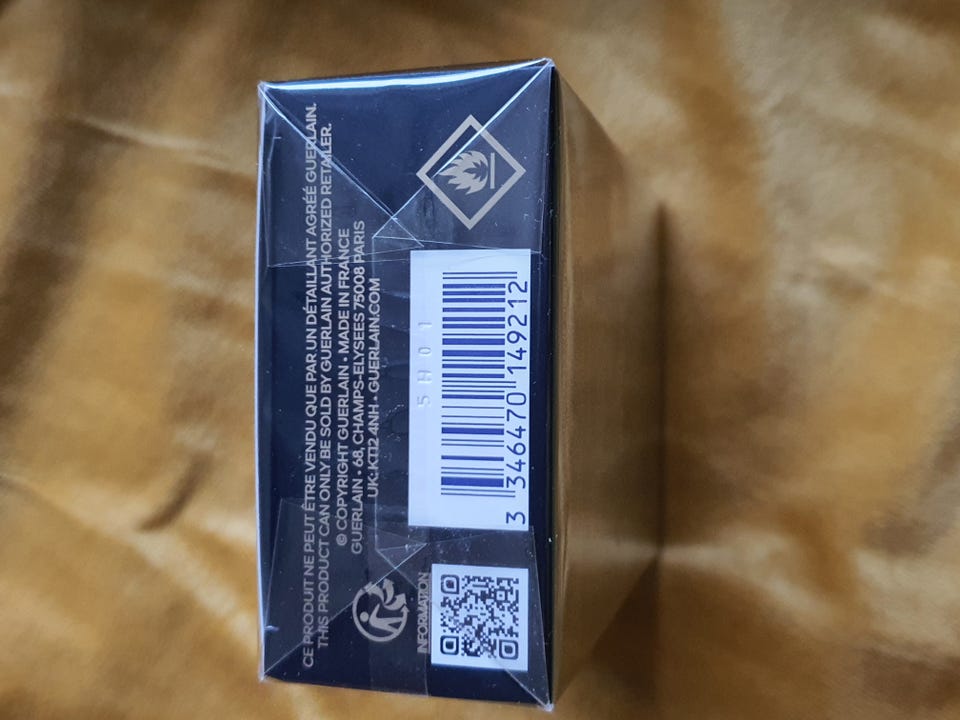 CE PRODUIT NE PEUT ÊTRE VENDU QUE PAR UN DÉTAILLANT AGRÉÉ GUERLAIN.
THIS PRODUCT CAN ONLY BE SOLD BY GUERLAIN AUTHORIZED RETAILER.
© COPYRIGHT GUERLAIN • MADE IN FRANCE
GUERLAIN • 68, CHAMPS-ELYSEES 75008 PARIS
UK: KT12 4NH • GUERLAIN.COM
5H01
3 346470 149212
INFORMATION